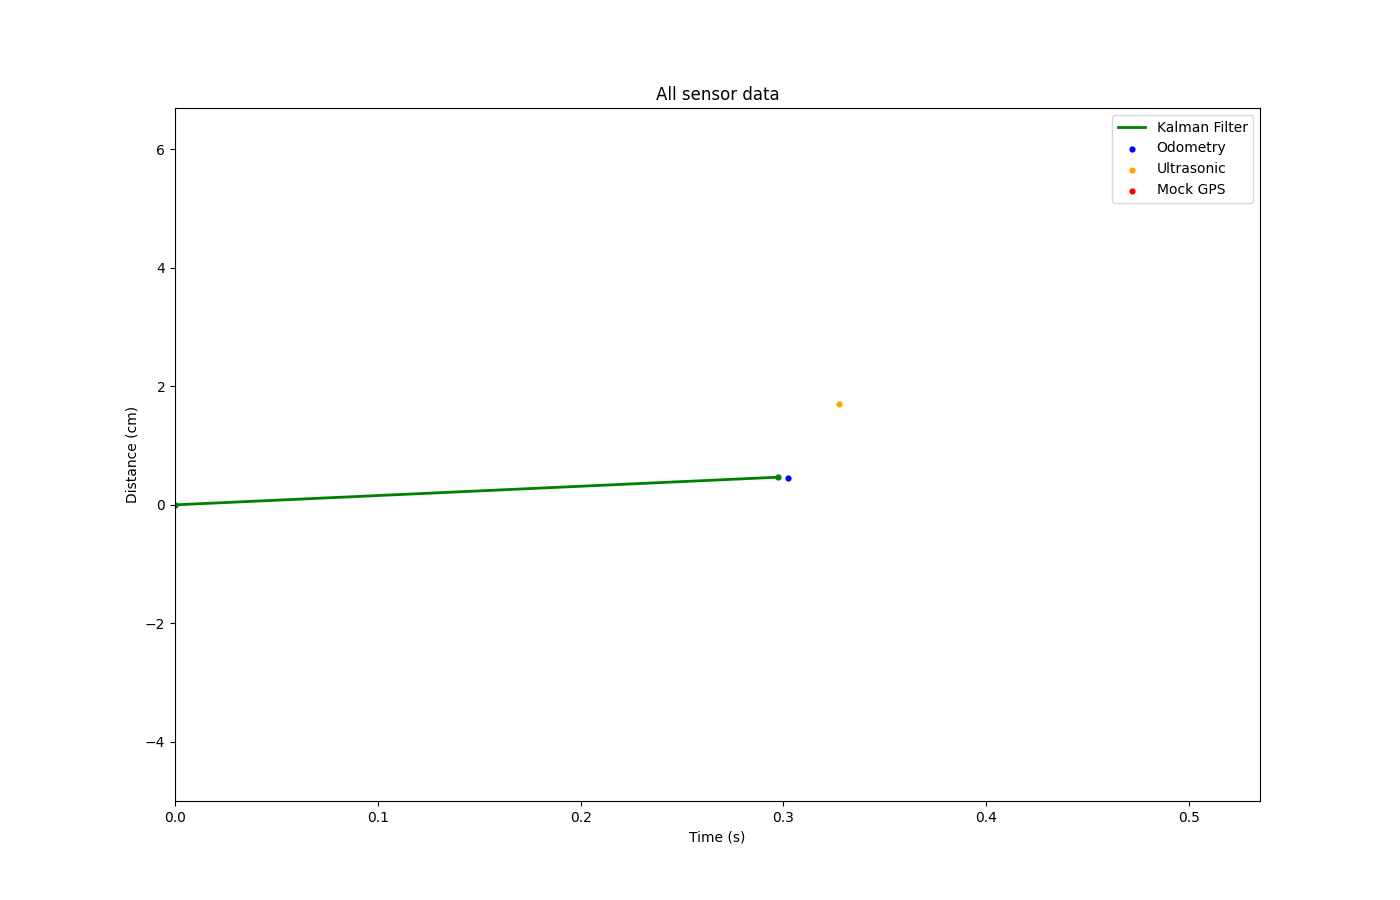 All sensor data
Kalman Filter
Odometry
Ultrasonic
Mock GPS
6
4
2
0
−2
−4
Distance (cm)
0.0 0.1 0.2 0.3 0.4 0.5
Time (s)